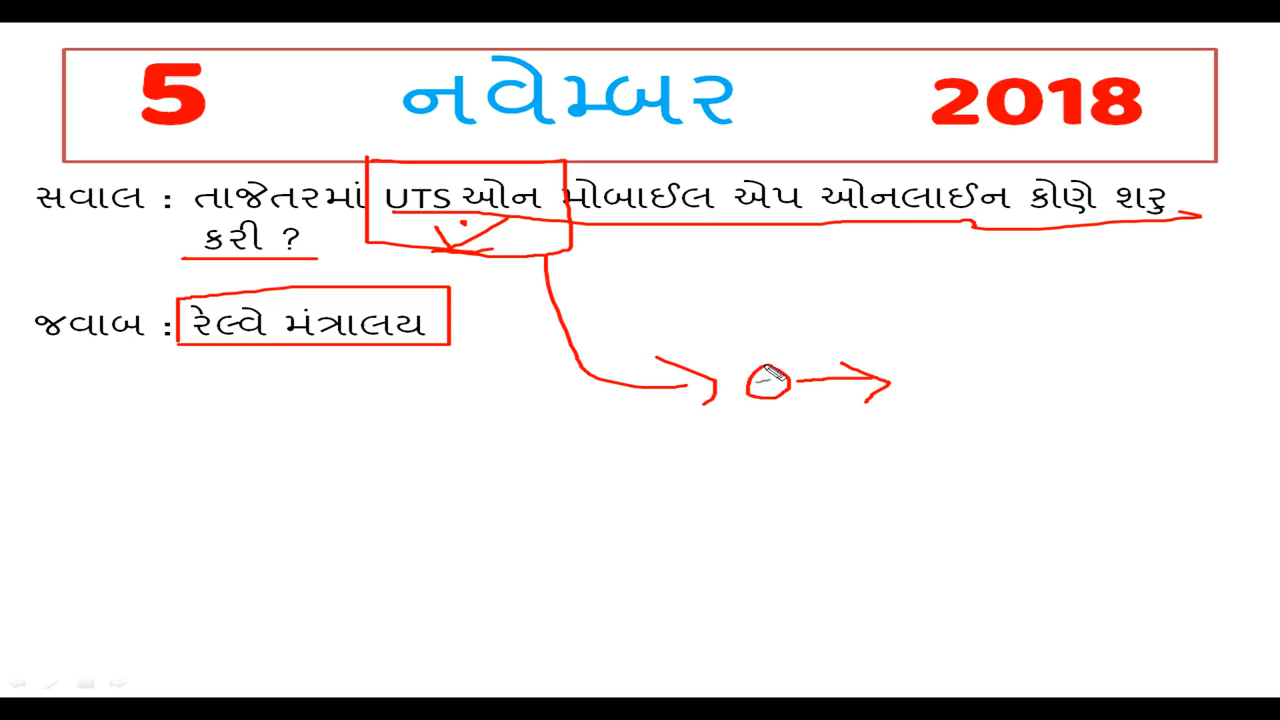 5 નવેમ્બર 2018
સવાલ : તાજેતરમાં UTS ઓન મોબાઈલ એપ ઓનલાઈન કોણે શરુ
કરી ?
જવાબ : રેલ્વે મંત્રાલય